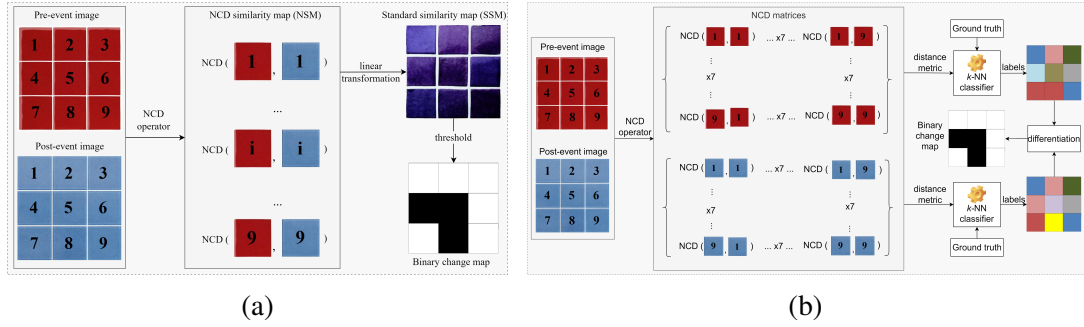 Pre-event image
1 2 3
4 5 6
7 8 9
Post-event image
1 2 3
4 5 6
7 8 9
NCD
operator
NCD similarity map (NSM)
NCD ( 1 , 1 )
...
NCD ( i , i )
...
NCD ( 9 , 9 )
linear
transformation
Standard similarity map (SSM)
threshold
Binary change map
(a)
Pre-event image
1 2 3
4 5 6
7 8 9
Post-event image
1 2 3
4 5 6
7 8 9
NCD
operator
NCD matrices
NCD ( 1 , 1 ) ... x7 ... NCD ( 1 , 9 )
...
x7 x7
...
NCD ( 9 , 1 ) ... x7 ... NCD ( 9 , 9 )
NCD ( 1 , 1 ) ... x7 ... NCD ( 1 , 9 )
...
x7 x7
...
NCD ( 9 , 1 ) ... x7 ... NCD ( 9 , 9 )
distance
metric
Ground truth
k-NN
classifier
labels
Binary
change
map
differentiation
distance
metric
k-NN
classifier
labels
Ground truth
(b)